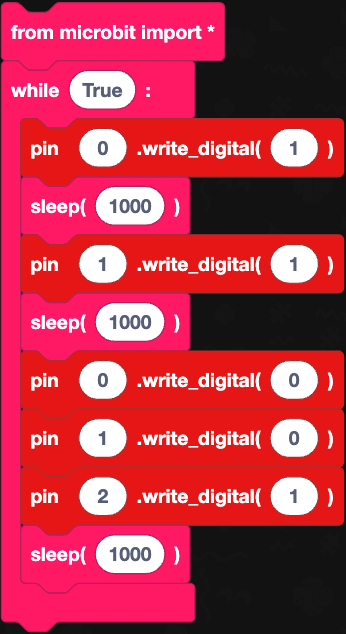 from microbit import *
while True :
pin 0 .write_digital( 1 )
sleep( 1000 )
pin 1 .write_digital( 1 )
sleep( 1000 )
pin 0 .write_digital( 0 )
pin 1 .write_digital( 0 )
pin 2 .write_digital( 1 )
sleep( 1000 )